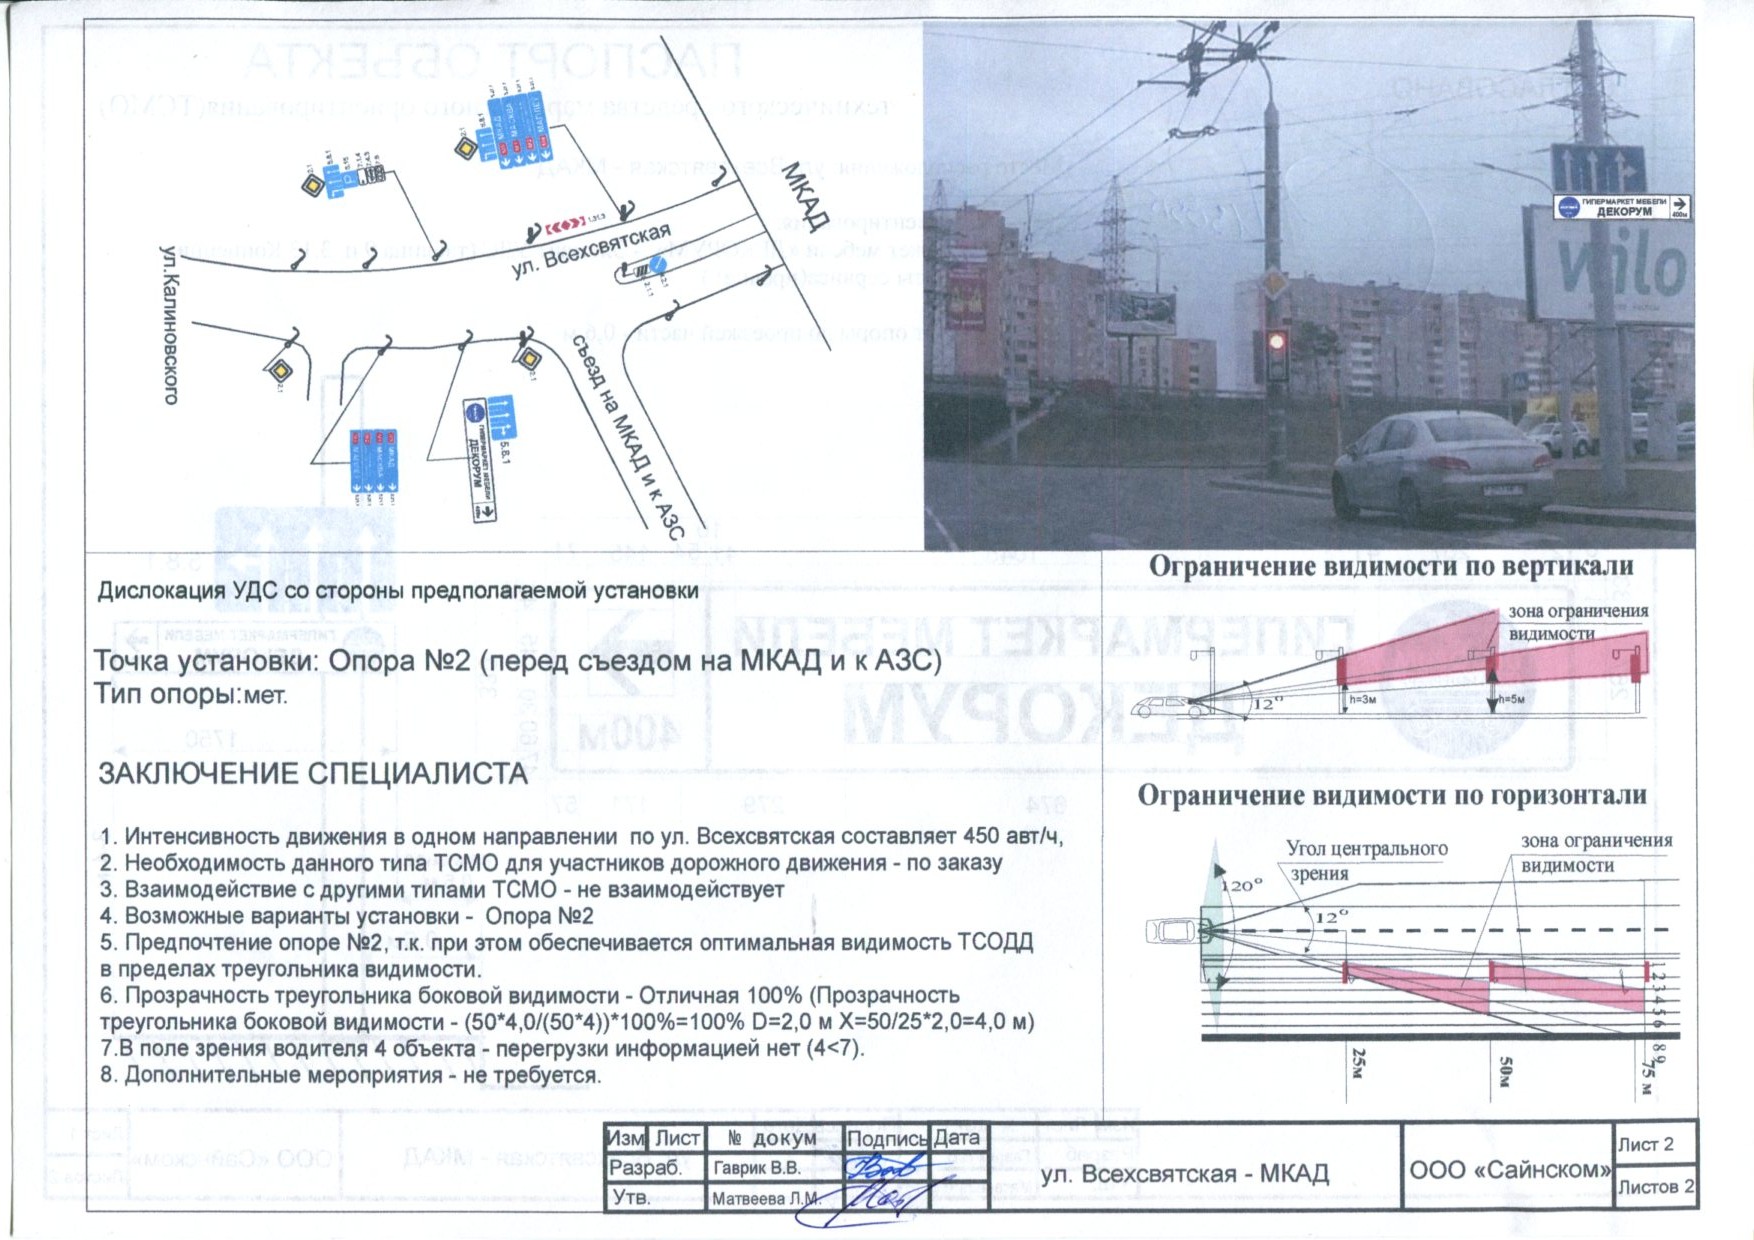 МКАД
МОСКВА
5.8.1
1.31.3
МКАД
ул. Всехсвятская
ул.Калиновского
съезд на МКАД и к АЗС
МОСКВА
МКАД
ГИПЕРМАРКЕТ МЕБЕЛИ
ДЕКОРУМ
5.8.1
ГИПЕРМАРКЕТ МЕБЕЛИ
ДЕКОРУМ
400м
wilo
Дислокация УДС со стороны предполагаемой установки
Точка установки: Опора №2 (перед съездом на МКАД и к АЗС)
Тип опоры:мет.
ЗАКЛЮЧЕНИЕ СПЕЦИАЛИСТА
1. Интенсивность движения в одном направлении по ул. Всехсвятская составляет 450 авт/ч,
2. Необходимость данного типа ТСМО для участников дорожного движения - по заказу
3. Взаимодействие с другими типами ТСМО - не взаимодействует
4. Возможные варианты установки - Опора №2
5. Предпочтение опоре №2, т.к. при этом обеспечивается оптимальная видимость ТСОДД
в пределах треугольника видимости.
6. Прозрачность треугольника боковой видимости - Отличная 100% (Прозрачность
треугольника боковой видимости - (50*4,0/(50*4))*100%=100% D=2,0 м X=50/25*2,0=4,0 м)
7.В поле зрения водителя 4 объекта - перегрузки информацией нет (4<7).
8. Дополнительные мероприятия - не требуется.
Ограничение видимости по вертикали
зона ограничения
видимости
12°
h=3м
h=5м
Ограничение видимости по горизонтали
Угол центрального
зрения
зона ограничения
видимости
120°
12°
1 2 3 4 5 6
8 9
25м
50м
75 м
Изм Лист № докум Подпись Дата
Разраб. Гаврик В.В.
Утв. Матвеева Л.М.
ул. Всехсвятская - МКАД
ООО «Сайнском»
Лист 2
Листов 2